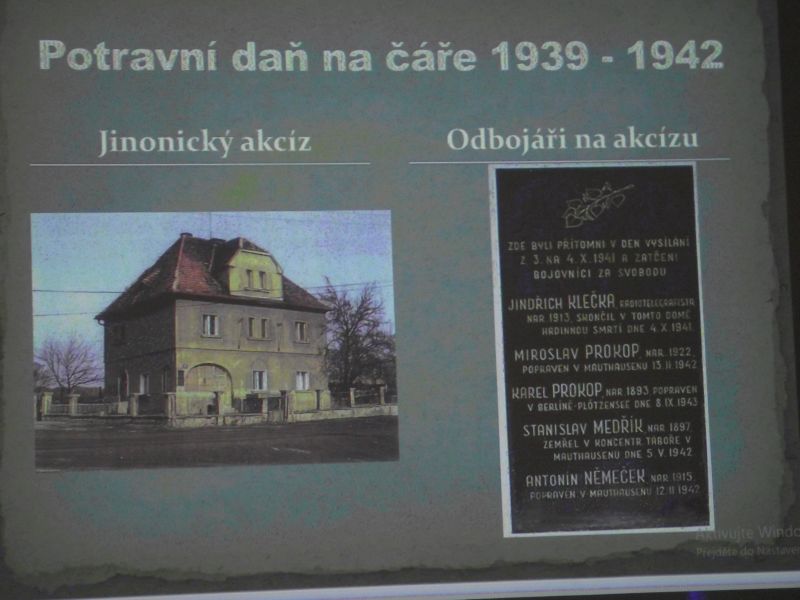 Potravní daň na čáře 1939 - 1942
Jinonický akcíz
Odbojáři na akcízu
ZDE BYLI PŘÍTOMNI V DEN VYSÍLÁNÍ
Z 3. NA 4. X. 1941 A ZATČENI
BOJOVNÍCI ZA SVOBODU
JINDŘICH KLEČKA RADIOTELEGRAFISTA
NAR. 1913, SKONČIL V TOMTO DOMĚ
HRDINNOU SMRTÍ DNE 4.X.1941.
MIROSLAV PROKOP, NAR. 1922,
POPRAVEN V MAUTHAUSENU 13.II.1942
KAREL PROKOP, NAR. 1893 POPRAVEN
V BERLÍNĚ-PLÖTZENSEE DNE 8.IX.1943
STANISLAV MEDŘÍK NAR. 1897,
ZEMŘEL V KONCENTR. TÁBOŘE V
MAUTHAUSENU DNE 5.V.1942
ANTONÍN NĚMEČEK NAR. 1915,
POPRAVEN V MAUTHAUSENU 12.II.1942
Aktivujte Windo
Přejděte do Nastaven